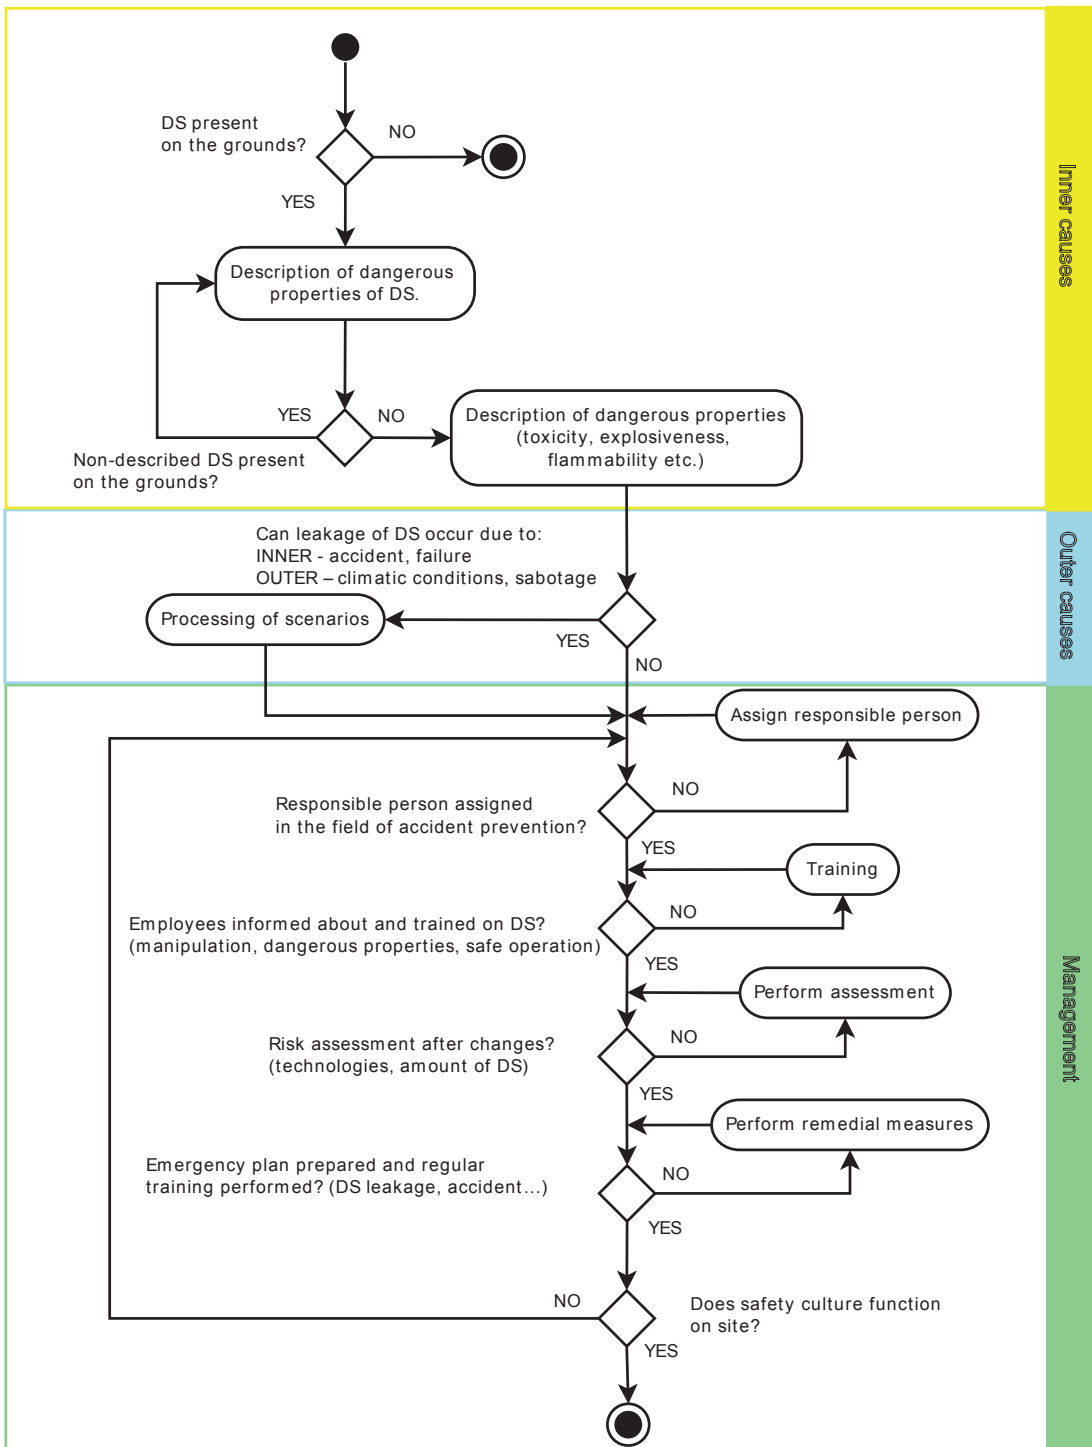 DS present
on the grounds?
NO
YES
Inner causes
Description of dangerous
properties of DS.
YES
NO
Description of dangerous properties
(toxicity, explosiveness,
flammability etc.)
Non-described DS present
on the grounds?
Can leakage of DS occur due to:
INNER - accident, failure
OUTER – climatic conditions, sabotage
Outer causes
Processing of scenarios
YES
NO
Assign responsible person
NO
Responsible person assigned
in the field of accident prevention?
YES
Training
NO
Employees informed about and trained on DS?
(manipulation, dangerous properties, safe operation)
YES
Management
Perform assessment
NO
Risk assessment after changes?
(technologies, amount of DS)
YES
Perform remedial measures
Emergency plan prepared and regular
training performed? (DS leakage, accident...)
NO
YES
NO
Does safety culture function
on site?
YES